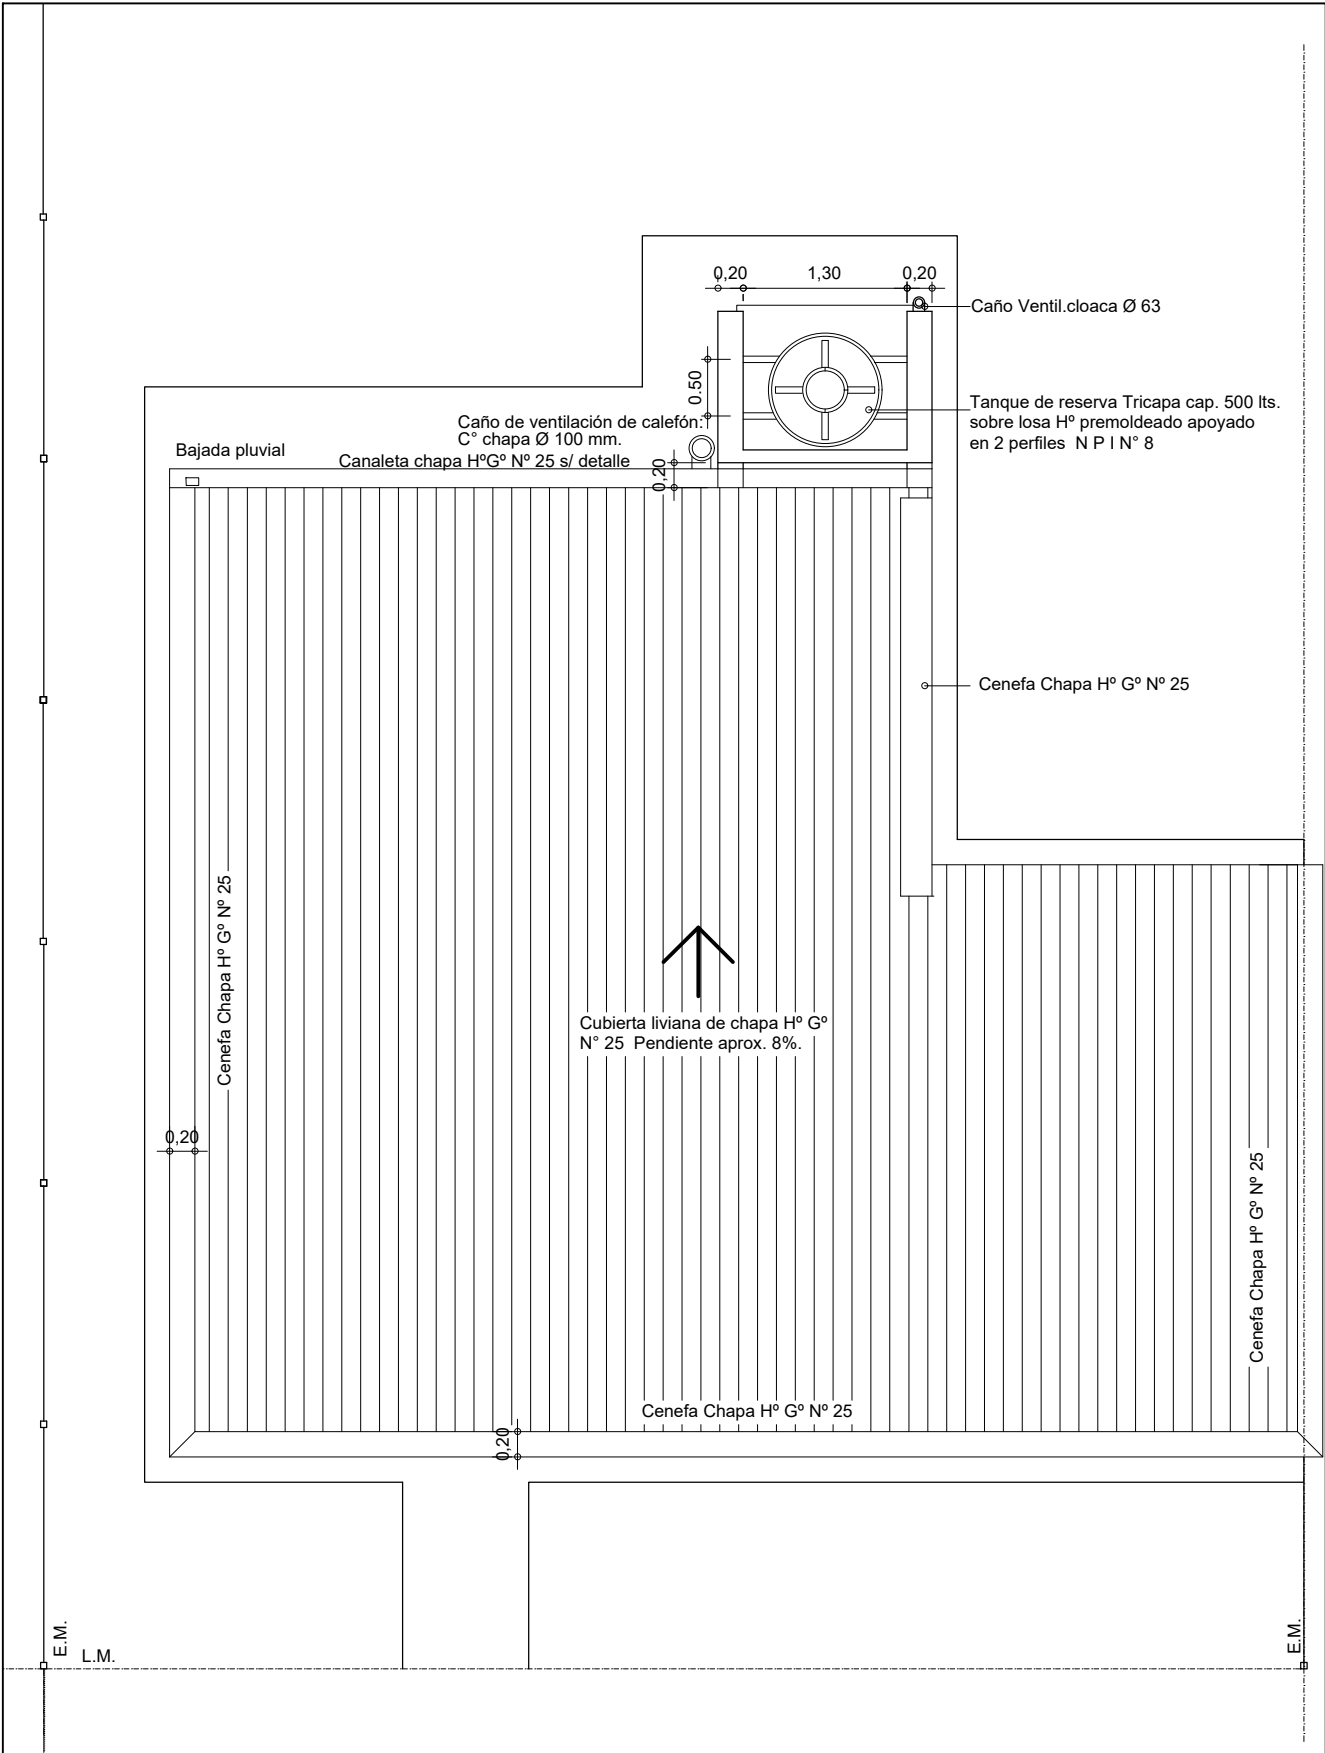 0,20
1,30
0,20
Caño Ventil.cloaca Ø 63
0.50
Tanque de reserva Tricapa cap. 500 lts.
sobre losa Hº premoldeado apoyado
en 2 perfiles N P I N° 8
Caño de ventilación de calefón:
C° chapa Ø 100 mm.
Bajada pluvial
Canaleta chapa HºGº Nº 25 s/ detalle
0,20
Cenefa Chapa Hº Gº Nº 25
Cenefa Chapa Hº Gº Nº 25
Cubierta liviana de chapa Hº Gº
N° 25 Pendiente aprox. 8%.
0,20
Cenefa Chapa Hº Gº Nº 25
Cenefa Chapa Hº Gº Nº 25
0,20
E.M.
L.M.
E.M.